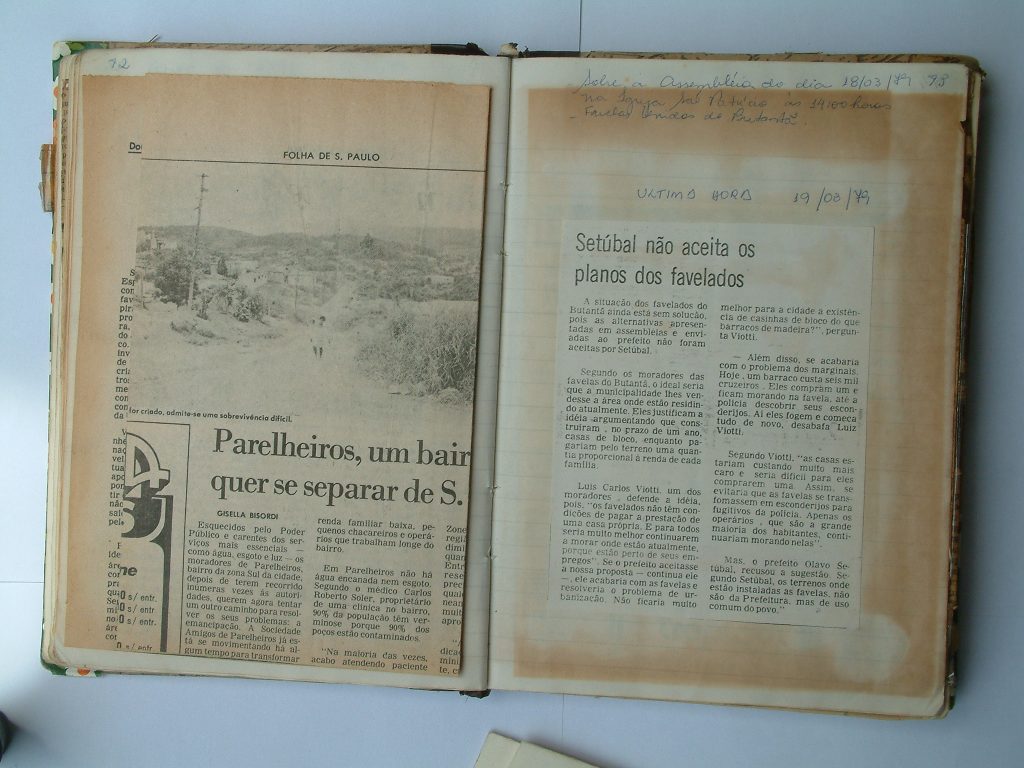 92
FOLHA DE S. PAULO
lor criado, admite-se uma sobrevivência difícil.
Parelheiros, um bair
quer se separar de S.
GISELLA BISORDI
Esquecidos pelo Poder
Público e carentes dos ser-
viços mais essenciais —
como água, esgoto e luz — os
moradores de Parelheiros,
bairro da zona Sul da cidade,
depois de terem recorrido
inúmeras vezes às autori-
dades, querem agora tentar
um outro caminho para resol-
ver os seus problemas: a
emancipação. A Sociedade
Amigos de Parelheiros já es-
tá se movimentando há al-
gum tempo para transformar
renda familiar baixa, pe-
quenos chacareiros e operá-
rios que trabalham longe do
bairro.
Em Parelheiros não há
água encanada nem esgoto.
Segundo o médico Carlos
Roberto Soler, proprietário
de uma clínica no bairro,
90% da população têm ver-
minose porque 90% dos
poços estão contaminados.
"Na maioria das vezes,
acabo atendendo paciente
Zone
regi
dimi
quar
Entr
0 s/ entr.
0 s/ entr.
0 s/ entr.
Sobre a Assembléia do dia 18/03/79 93
na Igreja São Patrício às 14:00 horas
- Favelas Unidas do Butantã.
ULTIMA HORA 19/03/79
Setúbal não aceita os
planos dos favelados
A situação dos favelados do
Butantã ainda está sem solução,
pois as alternativas apresen-
tadas em assembleias e envi-
adas ao prefeito não foram
aceitas por Setúbal.
Segundo os moradores das
favelas do Butantã, o ideal seria
que a municipalidade lhes ven-
desse a área onde estão residin-
do atualmente. Eles justificam a
idéia argumentando que cons-
truiram, no prazo de um ano,
casas de bloco, enquanto pa-
gariam pelo terreno uma quan-
tia proporcional à renda de cada
família.
Luis Carlos Viotti, um dos
moradores, defende a idéia,
pois, "os favelados não têm con-
dições de pagar a prestação de
uma casa própria. E para todos
seria muito melhor continuarem
a morar onde estão atualmente,
porque estão perto de seus em-
pregos". Se o prefeito aceitasse
a nossa proposta — continua ele
—, ele acabaria com as favelas e
resolveria o problema de ur-
banização. Não ficaria muito
melhor para a cidade a existên-
cia de casinhas de bloco do que
barracos de madeira?", pergun-
ta Viotti.
— Além disso, se acabaria
com o problema dos marginais.
Hoje, um barraco custa seis mil
cruzeiros. Eles compram um e
ficam morando na favela, até a
polícia descobrir seus escon-
derijos. Aí eles fogem e começa
tudo de novo, desabafa Luiz
Viotti.
Segundo Viotti, "as casas es-
tariam custando muito mais
caro e seria difícil para eles
comprarem uma. Assim, se
evitaria que as favelas se trans-
fomassem em esconderijos para
fugitivos da polícia. Apenas os
operários, que são a grande
maioria dos habitantes, conti-
nuariam morando nelas".
Mas, o prefeito Olavo Se-
túbal, recusou a sugestão. Se-
gundo Setúbal, os terrenos onde
estão instaladas as favelas, não
são da Prefeitura, mas de uso
comum do povo."